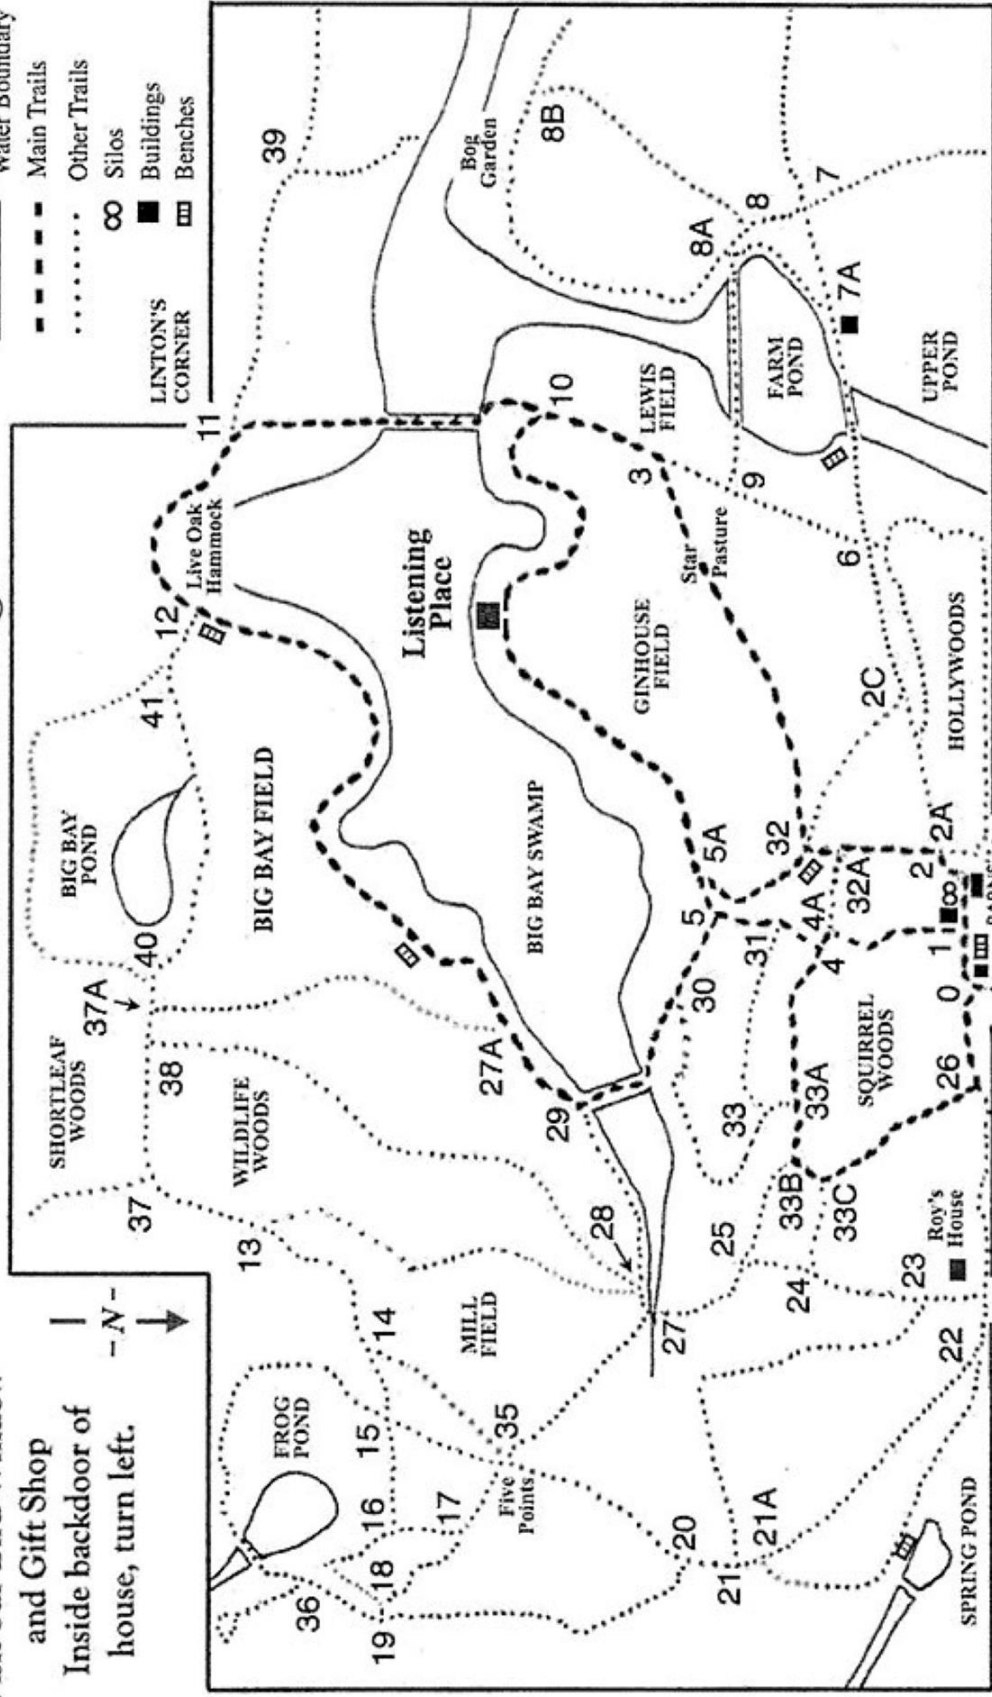 Water Boundary
Main Trails
Other Trails
Silos
Buildings
Benches
and Gift Shop
Inside backdoor of
house, turn left.
- N -
LINTON'S
CORNER
39
11
Live Oak
Hammock
12
41
BIG BAY
POND
40
37A
SHORTLEAF
WOODS
38
37
WILDLIFE
WOODS
13
BIG BAY FIELD
27A
29
28
14
MILL
FIELD
FROG
POND
15
16
17
18
36
19
35
Five
Points
Bog
Garden
8B
8A
8
7
7A
FARM
POND
UPPER
POND
10
LEWIS
FIELD
3
9
Listening
Place
Star
Pasture
GINHOUSE
FIELD
6
2C
HOLLYWOODS
BIG BAY SWAMP
5A
5
32
4A
32A
2A
2
1
0
31
30
4
SQUIRREL
WOODS
26
33
33A
33B
33C
25
24
23
Roy's
House
22
27
20
21
21A
SPRING POND